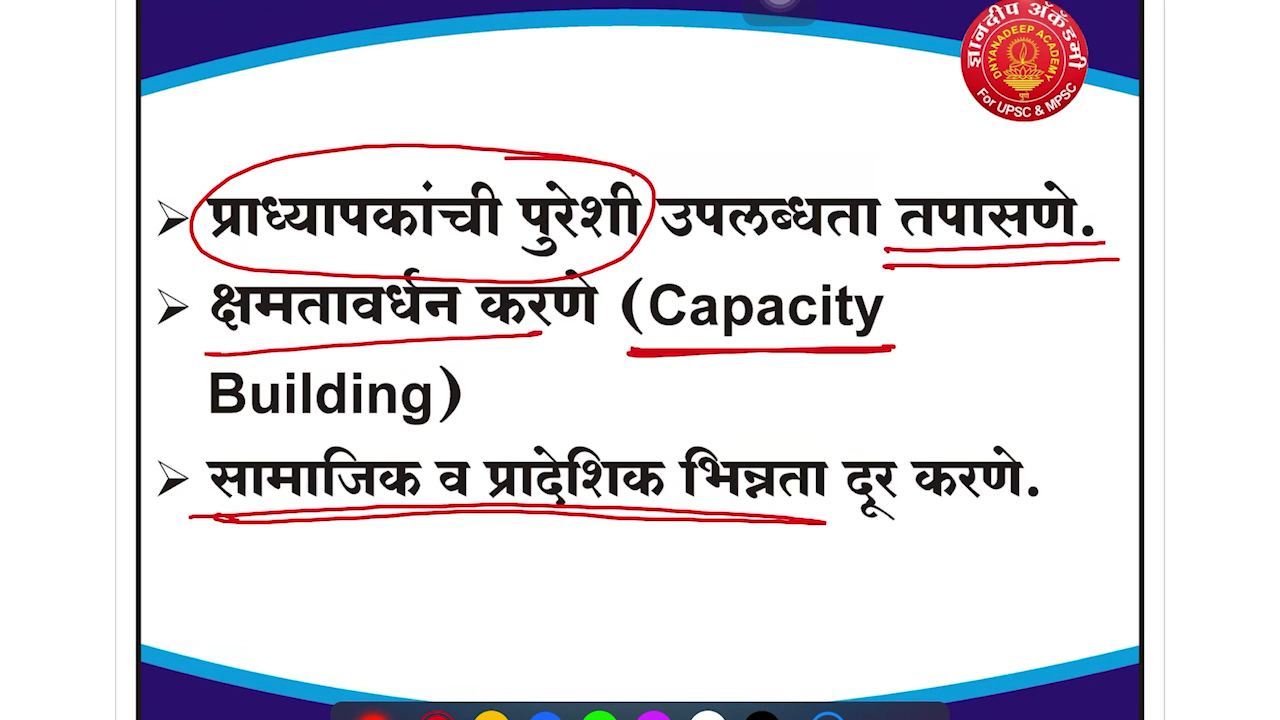 ज्ञानदीप अ‍ॅकॅडमी
DNYANADEEP ACADEMY
पुणे
For UPSC & MPSC
➢ प्राध्यापकांची पुरेशी उपलब्धता तपासणे.
➢ क्षमतावर्धन करणे (Capacity
Building)
➢ सामाजिक व प्रादेशिक भिन्नता दूर करणे.